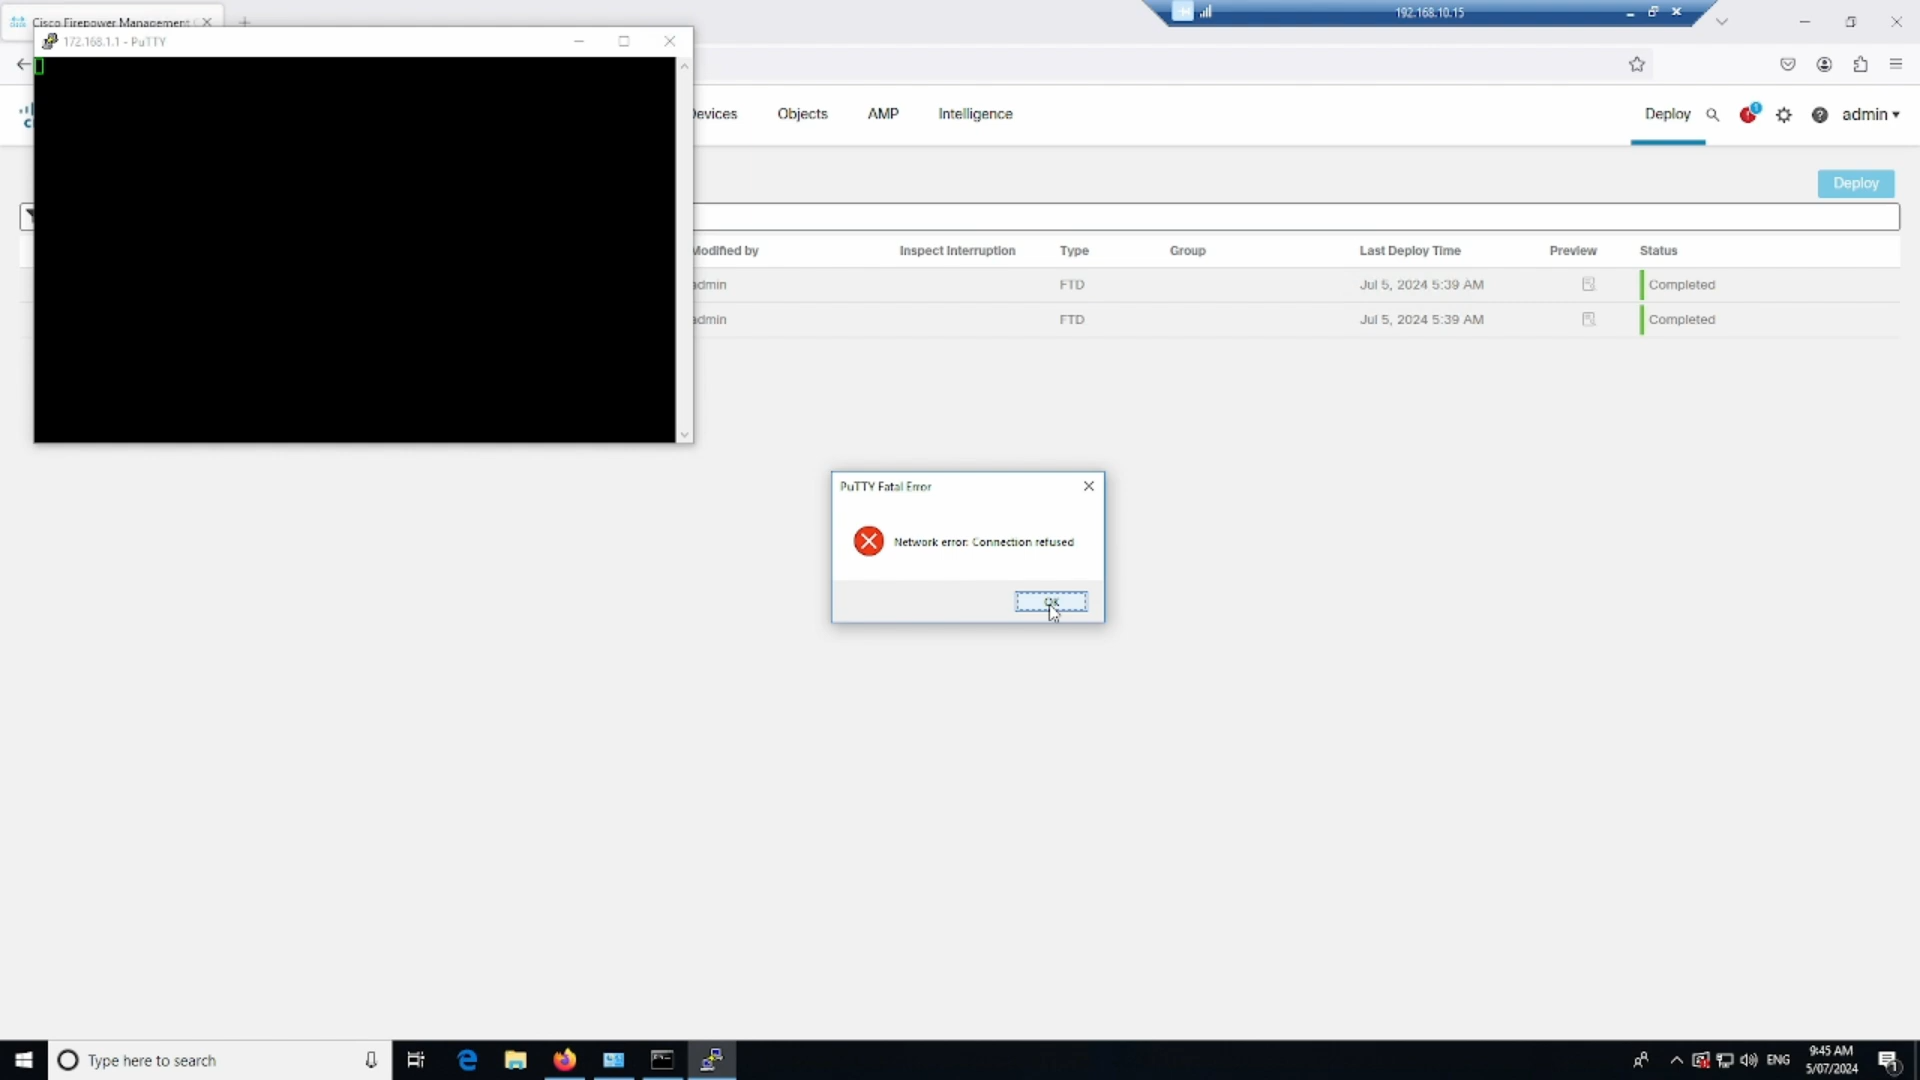 Cisco Firepower Management
192.168.10.15
172.168.1.1 - PuTTY
Devices Objects AMP Intelligence Deploy admin
Deploy
Modified by Inspect Interruption Type Group Last Deploy Time Preview Status
admin FTD Jul 5, 2024 5:39 AM Completed
admin FTD Jul 5, 2024 5:39 AM Completed
PuTTY Fatal Error
Network error: Connection refused
OK
Type here to search
ENG
9:45 AM
5/07/2024